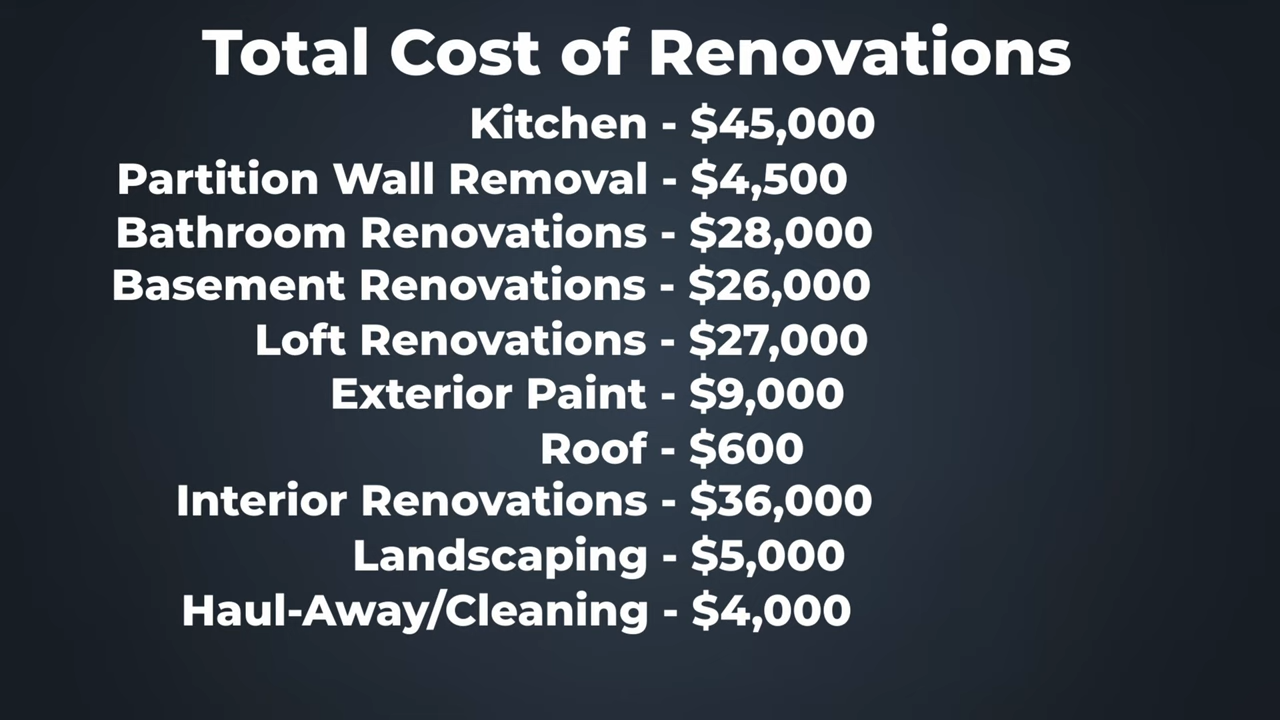 Total Cost of Renovations
Kitchen - $45,000
Partition Wall Removal - $4,500
Bathroom Renovations - $28,000
Basement Renovations - $26,000
Loft Renovations - $27,000
Exterior Paint - $9,000
Roof - $600
Interior Renovations - $36,000
Landscaping - $5,000
Haul-Away/Cleaning - $4,000